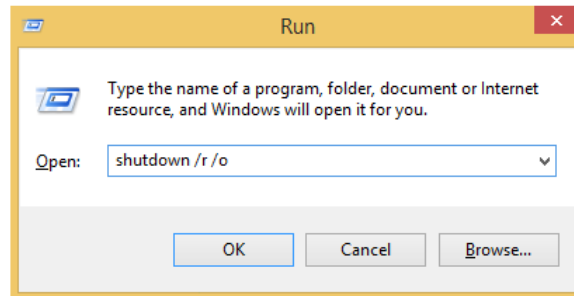 Run
Type the name of a program, folder, document or Internet
resource, and Windows will open it for you.
Open: shutdown /r /o
OK Cancel Browse...